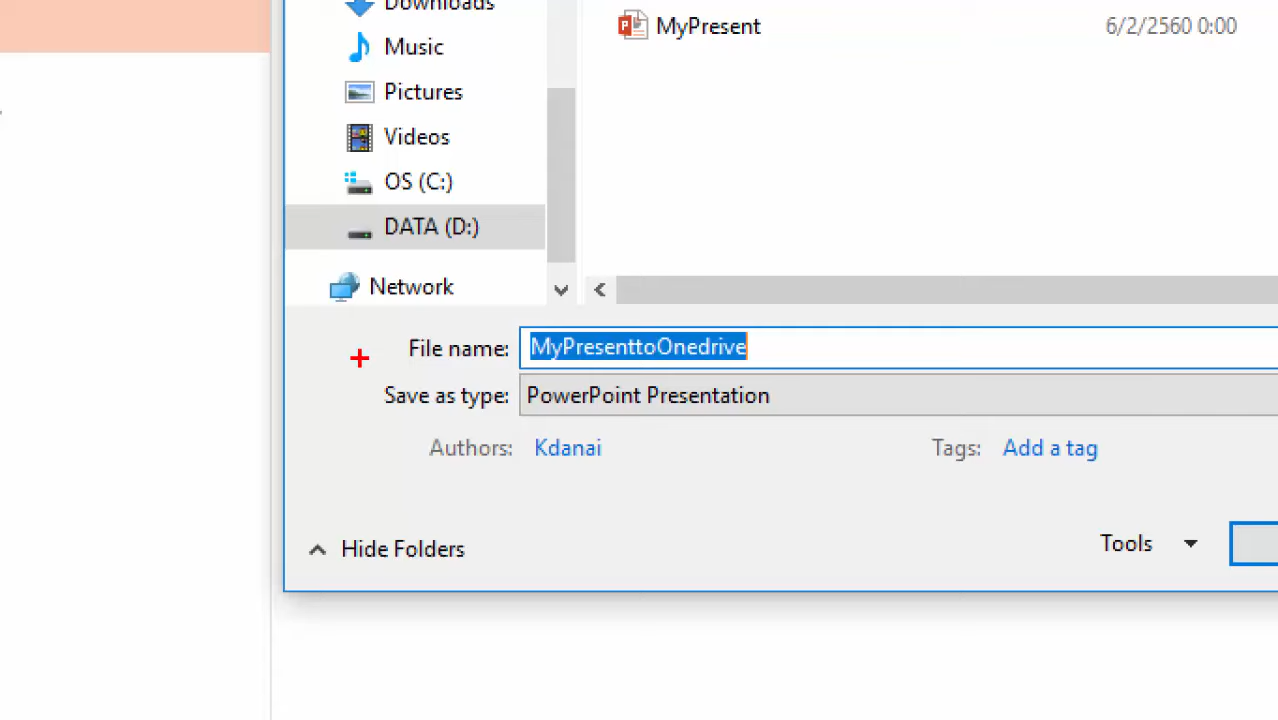 Downloads
MyPresent 6/2/2560 0:00
Music
Pictures
Videos
OS (C:)
DATA (D:)
Network
File name: MyPresenttoOnedrive
Save as type: PowerPoint Presentation
Authors: Kdanai Tags: Add a tag
Hide Folders Tools